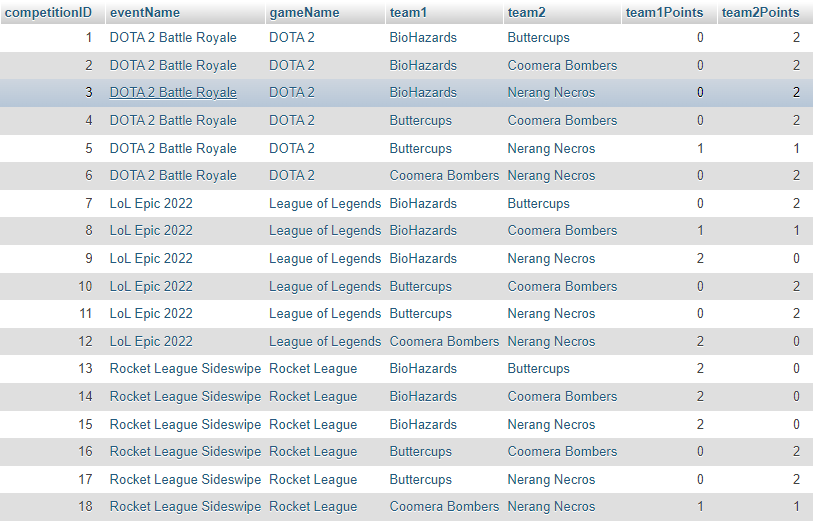 competitionID eventName gameName team1 team2 team1Points team2Points
1 DOTA 2 Battle Royale DOTA 2 BioHazards Buttercups 0 2
2 DOTA 2 Battle Royale DOTA 2 BioHazards Coomera Bombers 0 2
3 DOTA 2 Battle Royale DOTA 2 BioHazards Nerang Necros 0 2
4 DOTA 2 Battle Royale DOTA 2 Buttercups Coomera Bombers 0 2
5 DOTA 2 Battle Royale DOTA 2 Buttercups Nerang Necros 1 1
6 DOTA 2 Battle Royale DOTA 2 Coomera Bombers Nerang Necros 0 2
7 LoL Epic 2022 League of Legends BioHazards Buttercups 0 2
8 LoL Epic 2022 League of Legends BioHazards Coomera Bombers 1 1
9 LoL Epic 2022 League of Legends BioHazards Nerang Necros 2 0
10 LoL Epic 2022 League of Legends Buttercups Coomera Bombers 0 2
11 LoL Epic 2022 League of Legends Buttercups Nerang Necros 0 2
12 LoL Epic 2022 League of Legends Coomera Bombers Nerang Necros 2 0
13 Rocket League Sideswipe Rocket League BioHazards Buttercups 2 0
14 Rocket League Sideswipe Rocket League BioHazards Coomera Bombers 2 0
15 Rocket League Sideswipe Rocket League BioHazards Nerang Necros 2 0
16 Rocket League Sideswipe Rocket League Buttercups Coomera Bombers 0 2
17 Rocket League Sideswipe Rocket League Buttercups Nerang Necros 0 2
18 Rocket League Sideswipe Rocket League Coomera Bombers Nerang Necros 1 1